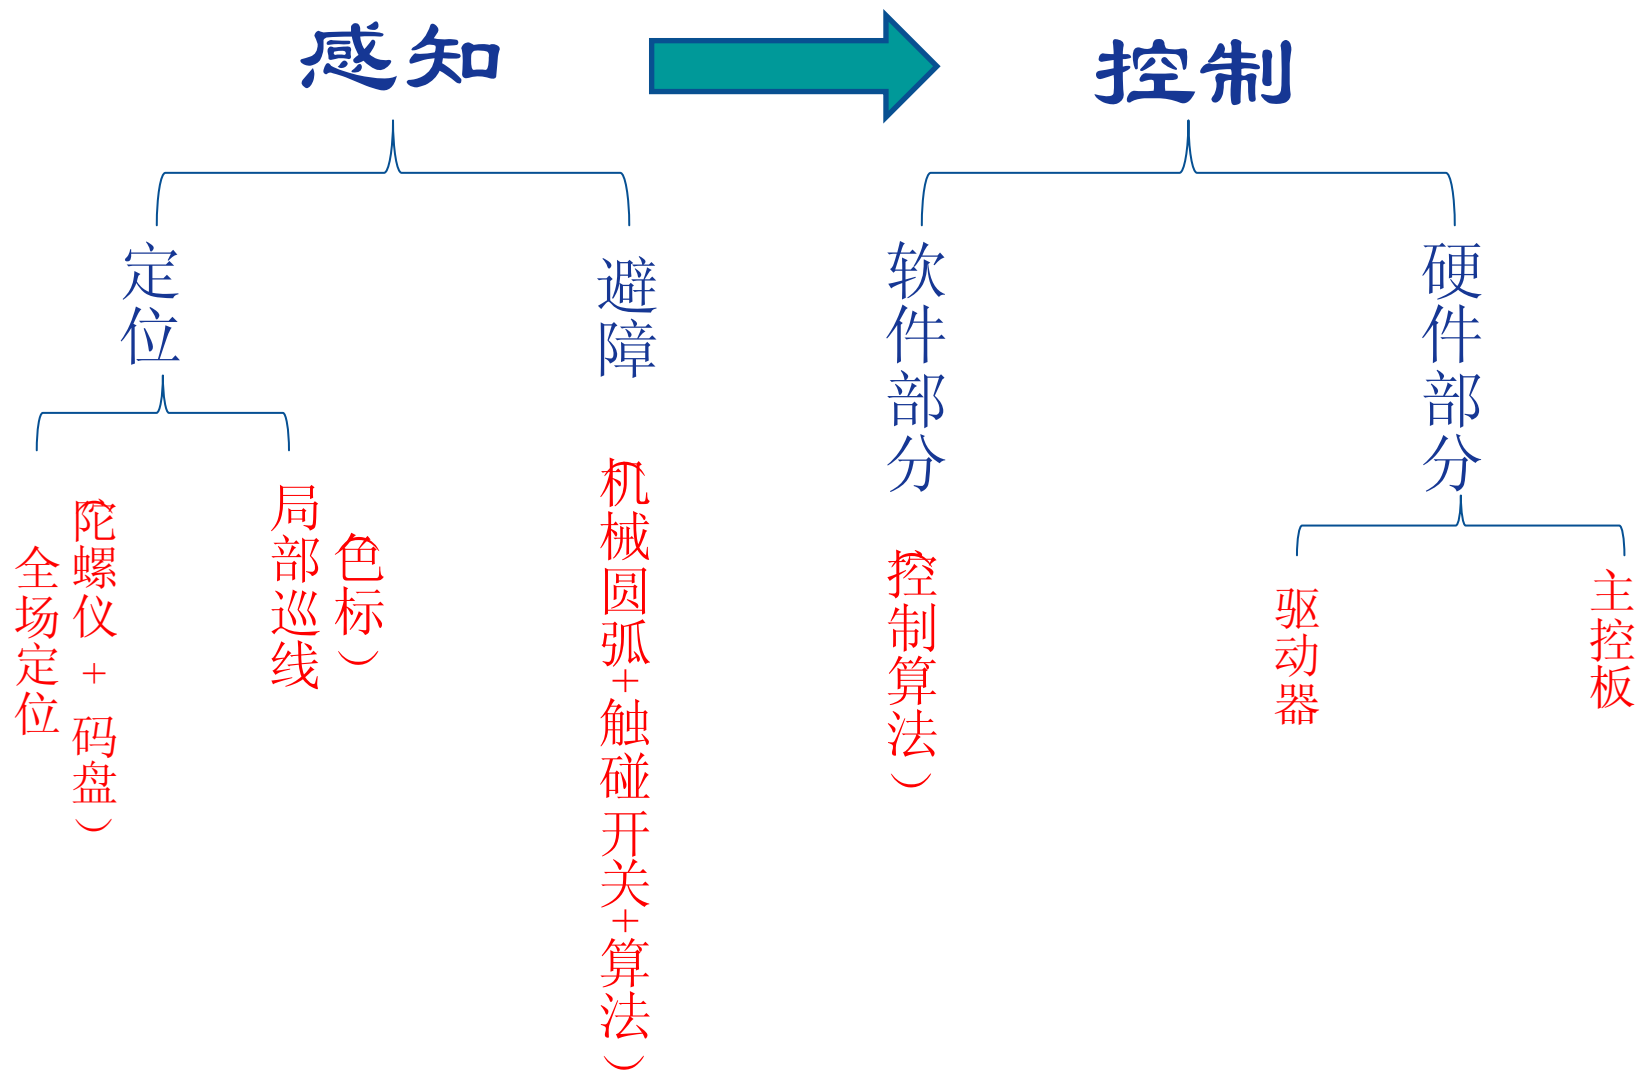 感知
控制
定位
避障
软件部分
硬件部分
全场定位
（陀螺仪+码盘）
局部巡线
（色标）
（机械圆弧+触碰开关+算法）
（控制算法）
驱动器
主控板